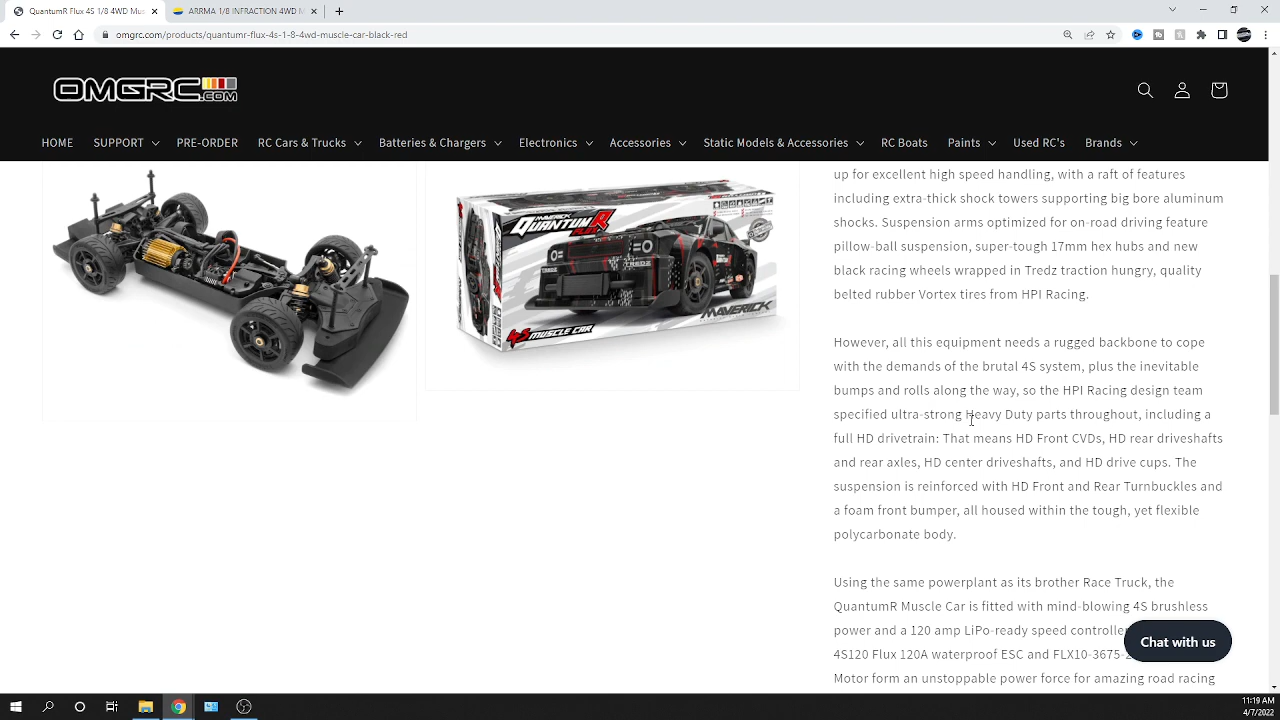 QuantumR Flux 4S 1/8 4WD Mus
ARRMA 1/8 INFRACTION 4WD M
omgrc.com/products/quantumr-flux-4s-1-8-4wd-muscle-car-black-red
OMGRC.COM
HOME
SUPPORT
PRE-ORDER
RC Cars & Trucks
Batteries & Chargers
Electronics
Accessories
Static Models & Accessories
RC Boats
Paints
Used RC's
Brands
MAVERICK
QUANTUMR
FLUX
TREDZ
MAVERICK
4S MUSCLE CAR
up for excellent high speed handling, with a raft of features
including extra-thick shock towers supporting big bore aluminum
shocks. Suspension arms optimized for on-road driving feature
pillow-ball suspension, super-tough 17mm hex hubs and new
black racing wheels wrapped in Tredz traction hungry, quality
belted rubber Vortex tires from HPI Racing.
However, all this equipment needs a rugged backbone to cope
with the demands of the brutal 4S system, plus the inevitable
bumps and rolls along the way, so the HPI Racing design team
specified ultra-strong Heavy Duty parts throughout, including a
full HD drivetrain: That means HD Front CVDs, HD rear driveshafts
and rear axles, HD center driveshafts, and HD drive cups. The
suspension is reinforced with HD Front and Rear Turnbuckles and
a foam front bumper, all housed within the tough, yet flexible
polycarbonate body.
Using the same powerplant as its brother Race Truck, the
QuantumR Muscle Car is fitted with mind-blowing 4S brushless
power and a 120 amp LiPo-ready speed controller
4S120 Flux 120A waterproof ESC and FLX10-3675-
Motor form an unstoppable power force for amazing road racing
Chat with us
11:19 AM
4/7/2022